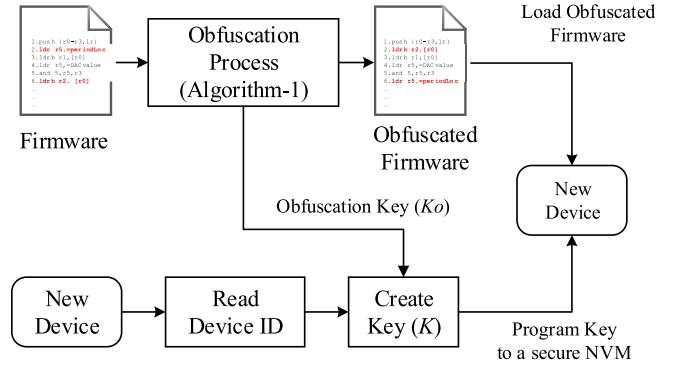 1.push (r0-r3,lr)
2.ldr r5,=periodLoc
3.ldrb r1,[r0]
4.ldr r5,=DACvalue
5.and 5,r5,r3
6.ldrb r2, [r0]
...
...
Firmware
Obfuscation
Process
(Algorithm-1)
1.push (r0-r3,lr)
2.ldrb r2,[r0]
3.ldrb r1,[r0]
4.ldr r5,=DACvalue
5.and 5,r5,r3
6.ldr r5,=periodLoc
...
...
Obfuscated
Firmware
Load Obfuscated
Firmware
New
Device
Obfuscation Key (Ko)
New
Device
Read
Device ID
Create
Key (K)
Program Key
to a secure NVM